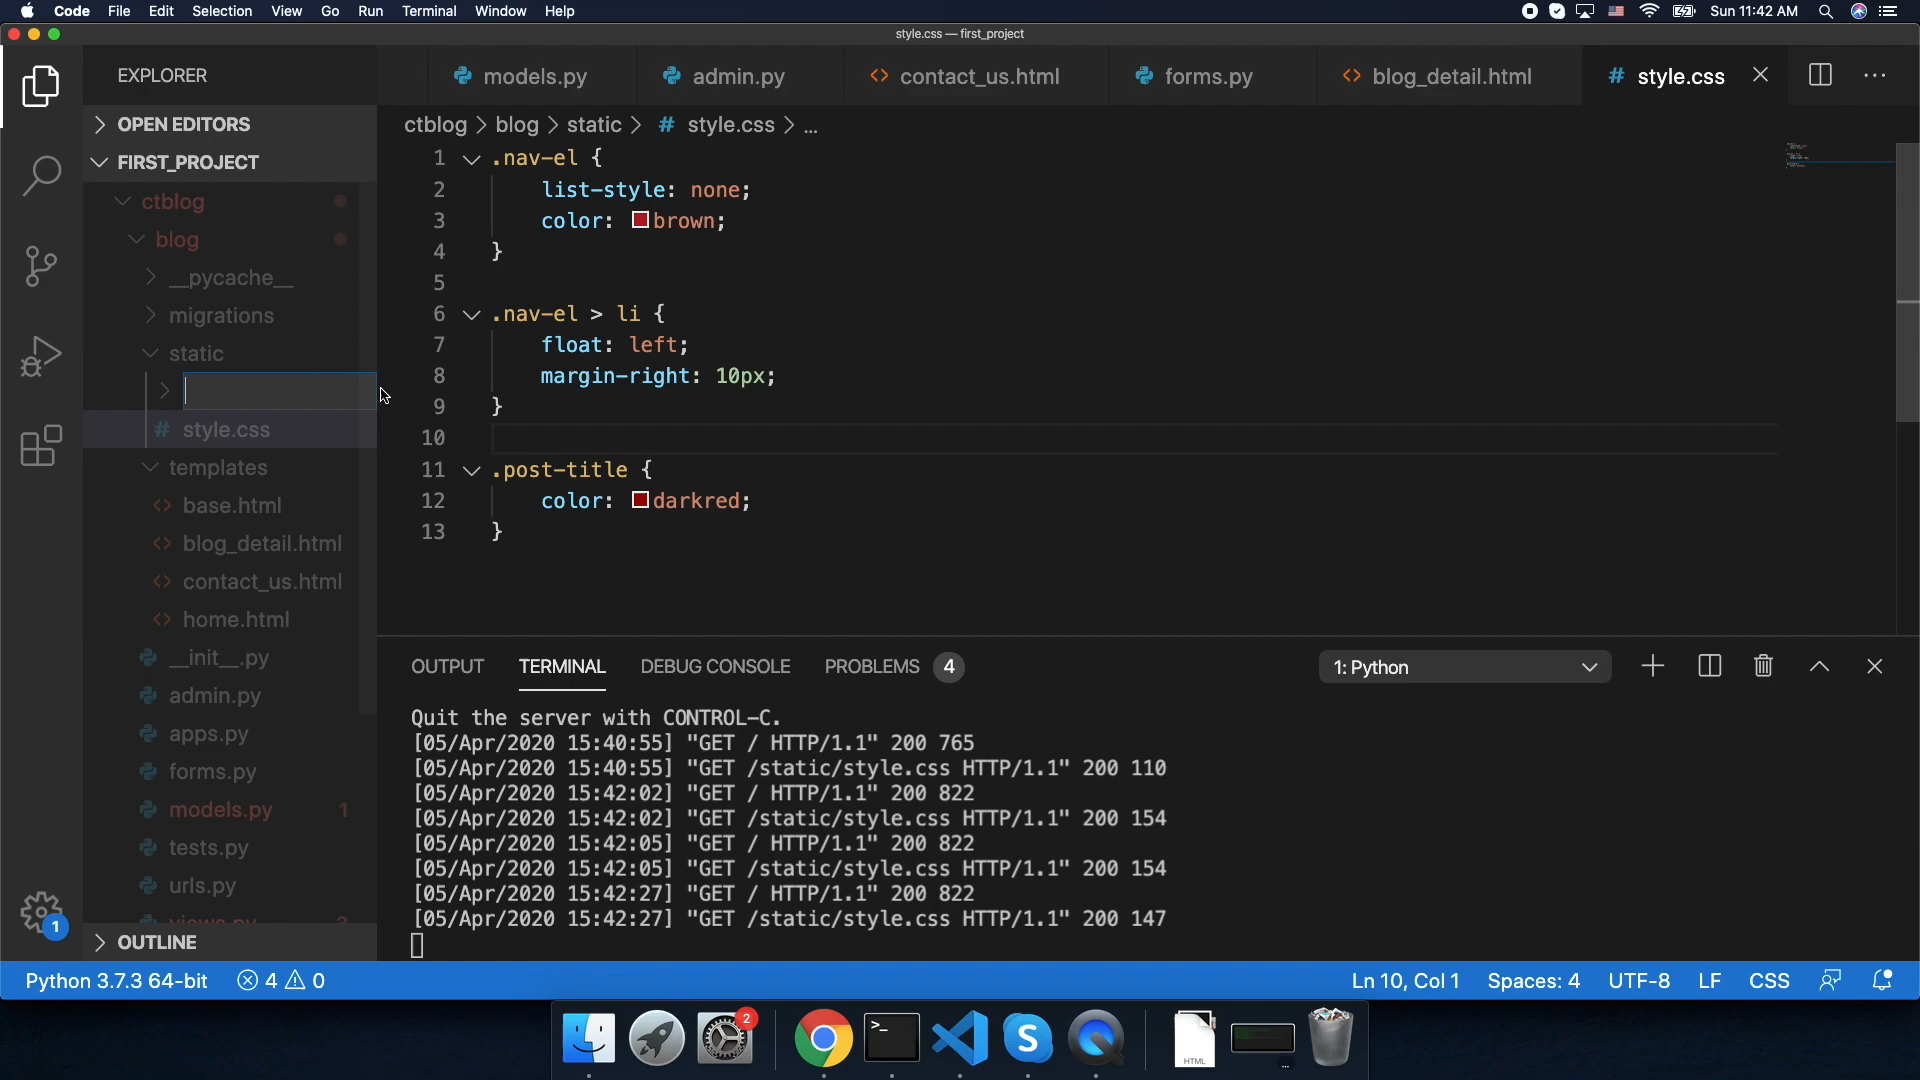 Code File Edit Selection View Go Run Terminal Window Help
Sun 11:42 AM
style.css — first_project
EXPLORER
models.py
admin.py
contact_us.html
forms.py
blog_detail.html
# style.css
OPEN EDITORS
FIRST_PROJECT
ctblog
blog
__pycache__
migrations
static
# style.css
templates
base.html
blog_detail.html
contact_us.html
home.html
__init__.py
admin.py
apps.py
forms.py
models.py 1
tests.py
urls.py
views.py 2
OUTLINE
ctblog > blog > static > # style.css > ...
1 .nav-el {
2 list-style: none;
3 color: brown;
4 }
5
6 .nav-el > li {
7 float: left;
8 margin-right: 10px;
9 }
10
11 .post-title {
12 color: darkred;
13 }
OUTPUT TERMINAL DEBUG CONSOLE PROBLEMS 4
1: Python
Quit the server with CONTROL-C.
[05/Apr/2020 15:40:55] "GET / HTTP/1.1" 200 765
[05/Apr/2020 15:40:55] "GET /static/style.css HTTP/1.1" 200 110
[05/Apr/2020 15:42:02] "GET / HTTP/1.1" 200 822
[05/Apr/2020 15:42:02] "GET /static/style.css HTTP/1.1" 200 154
[05/Apr/2020 15:42:05] "GET / HTTP/1.1" 200 822
[05/Apr/2020 15:42:05] "GET /static/style.css HTTP/1.1" 200 154
[05/Apr/2020 15:42:27] "GET / HTTP/1.1" 200 822
[05/Apr/2020 15:42:27] "GET /static/style.css HTTP/1.1" 200 147
1
Python 3.7.3 64-bit 4 0
Ln 10, Col 1 Spaces: 4 UTF-8 LF CSS
2
>_
S
HTML